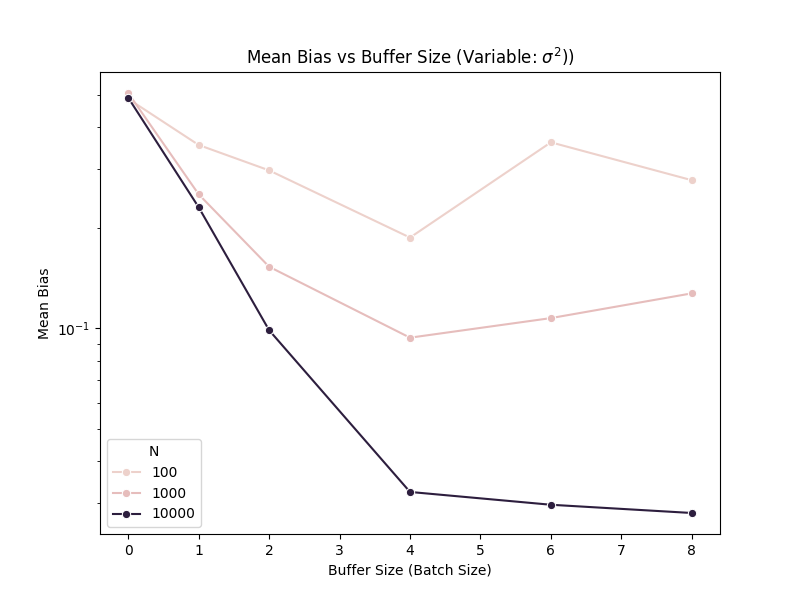 Mean Bias vs Buffer Size (Variable: σ²))
Mean Bias
10⁻¹
N
100
1000
10000
0 1 2 3 4 5 6 7 8
Buffer Size (Batch Size)